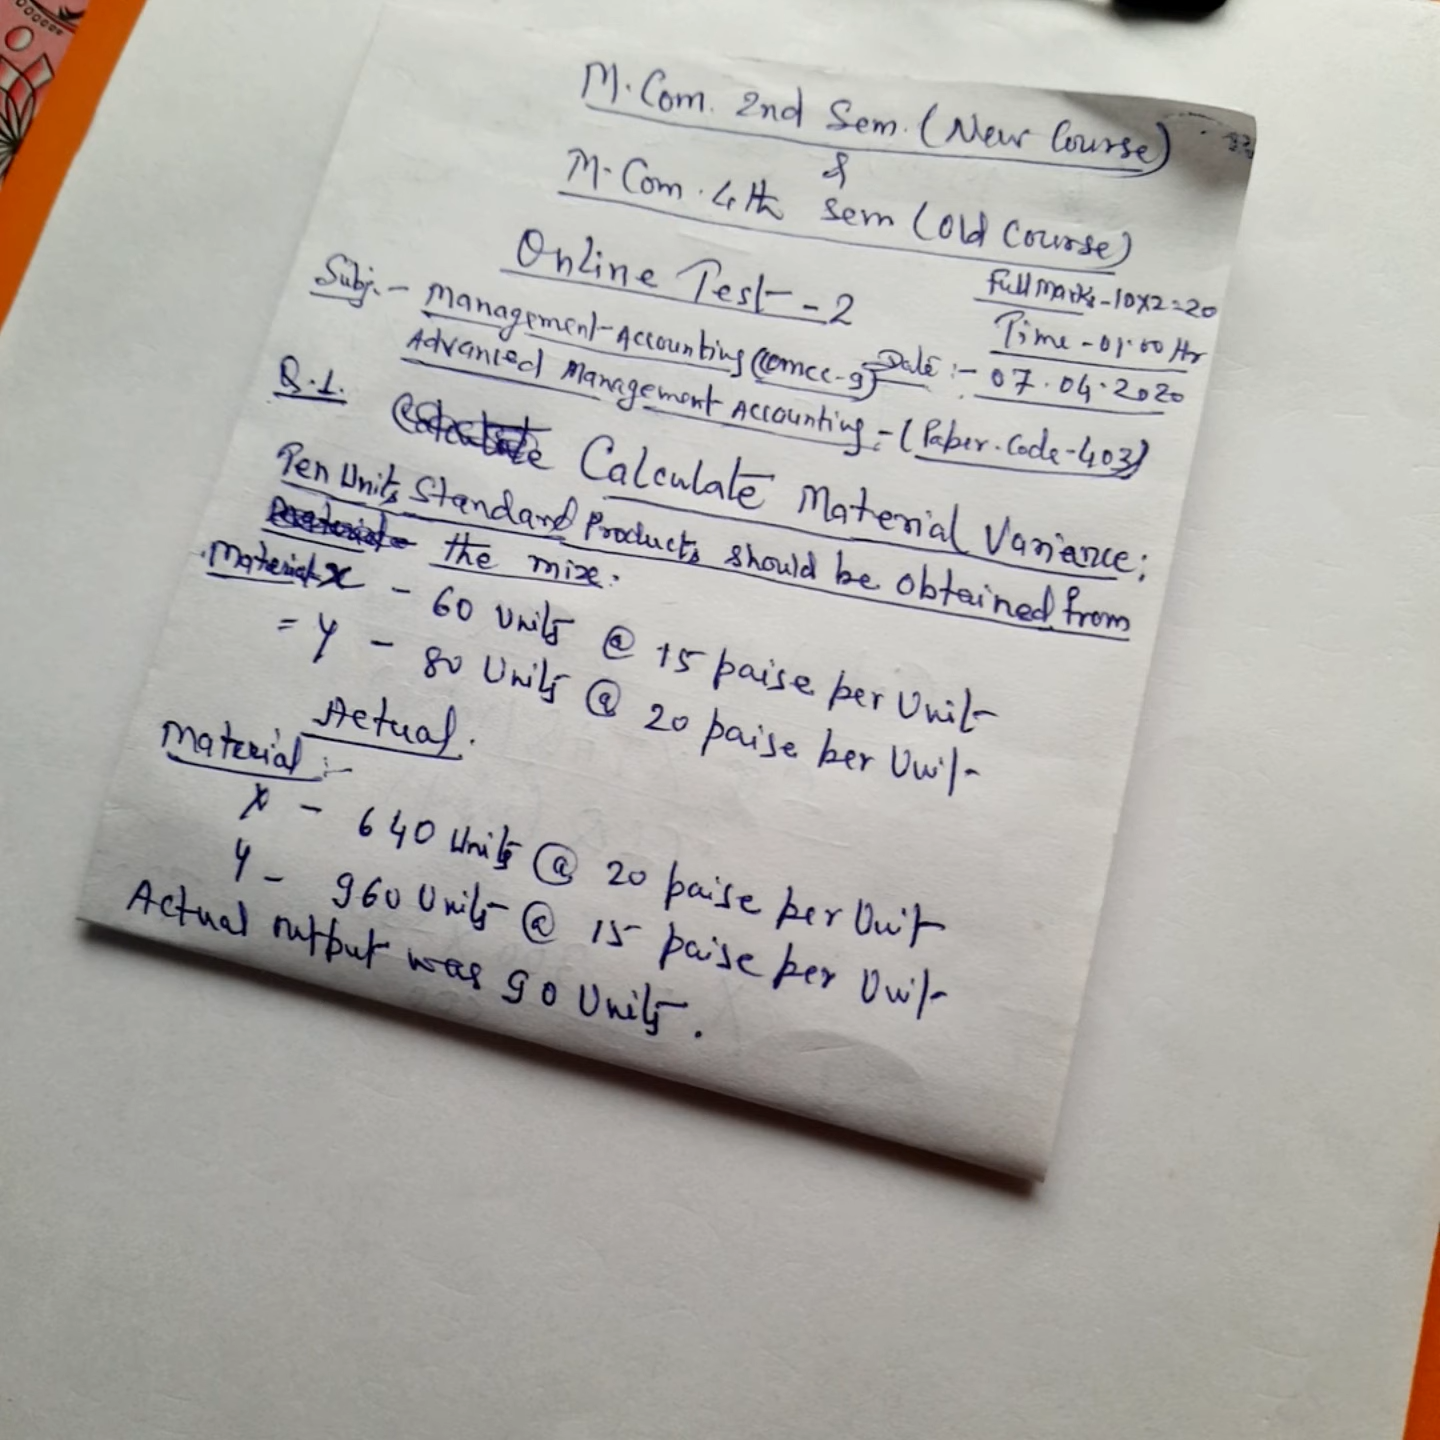 M.Com. 2nd Sem. (New Course)
&
M.Com. 4th Sem (Old Course)
Online Test - 2
Full Marks - 10x2=20
Time - 01.00 Hr
Subj. - Management Accounting (COMCC-9) Date :- 07.04.2020
Advanced Management Accounting - (Paper Code - 403)
Q.1. Calculate Material Variance:
Ten Units Standard Products should be obtained from
the mix:
Material X - 60 Units @ 15 paise per Unit
= Y - 80 Units @ 20 paise per Unit
Actual.
Material :-
X - 640 Units @ 20 paise per Unit
Y - 960 Units @ 15 paise per Unit
Actual output was 90 Units.